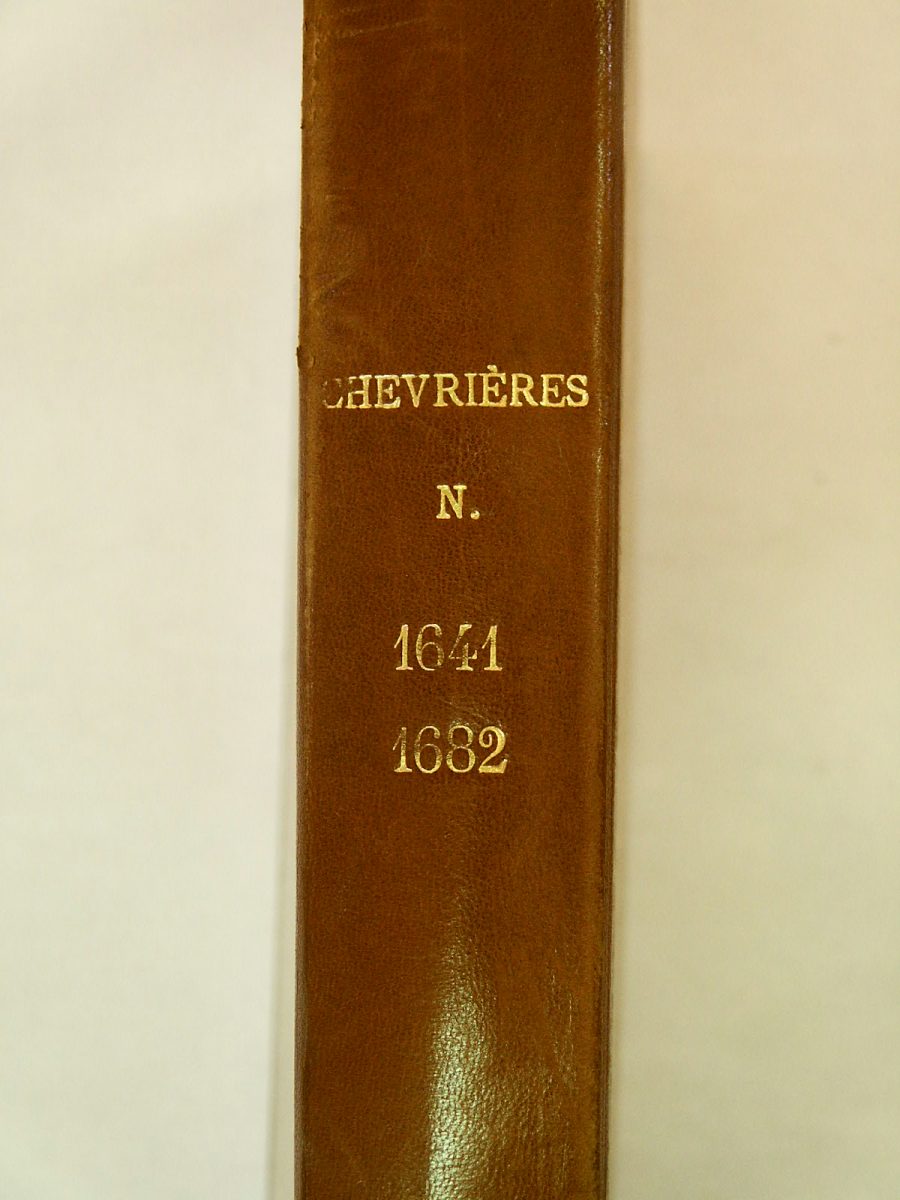 CHEVRIÈRES
N.
1641
1682